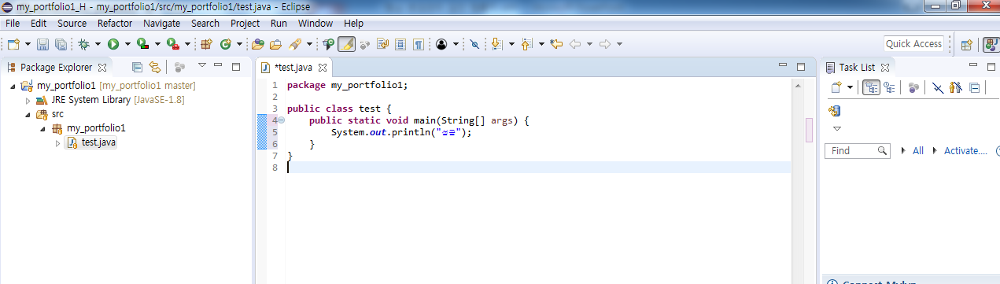 my_portfolio1_H - my_portfolio1/src/my_portfolio1/test.java - Eclipse
File Edit Source Refactor Navigate Search Project Run Window Help
Quick Access
Package Explorer
my_portfolio1 [my_portfolio1 master]
JRE System Library [JavaSE-1.8]
src
my_portfolio1
test.java
*test.java
1 package my_portfolio1;
2
3 public class test {
4 public static void main(String[] args) {
5 System.out.println("");
6 }
7 }
8
Task List
Find All Activate...
Connect Mylyn